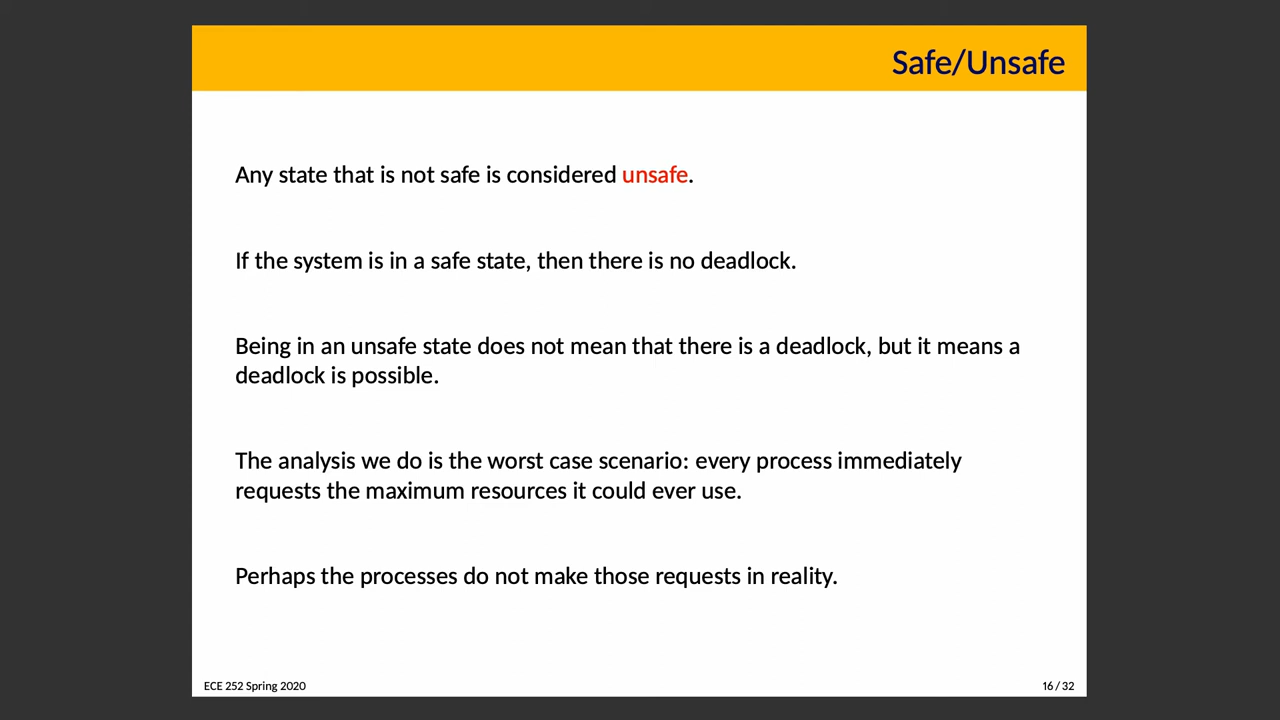 Safe/Unsafe
Any state that is not safe is considered unsafe.
If the system is in a safe state, then there is no deadlock.
Being in an unsafe state does not mean that there is a deadlock, but it means a
deadlock is possible.
The analysis we do is the worst case scenario: every process immediately
requests the maximum resources it could ever use.
Perhaps the processes do not make those requests in reality.
ECE 252 Spring 2020
16 / 32